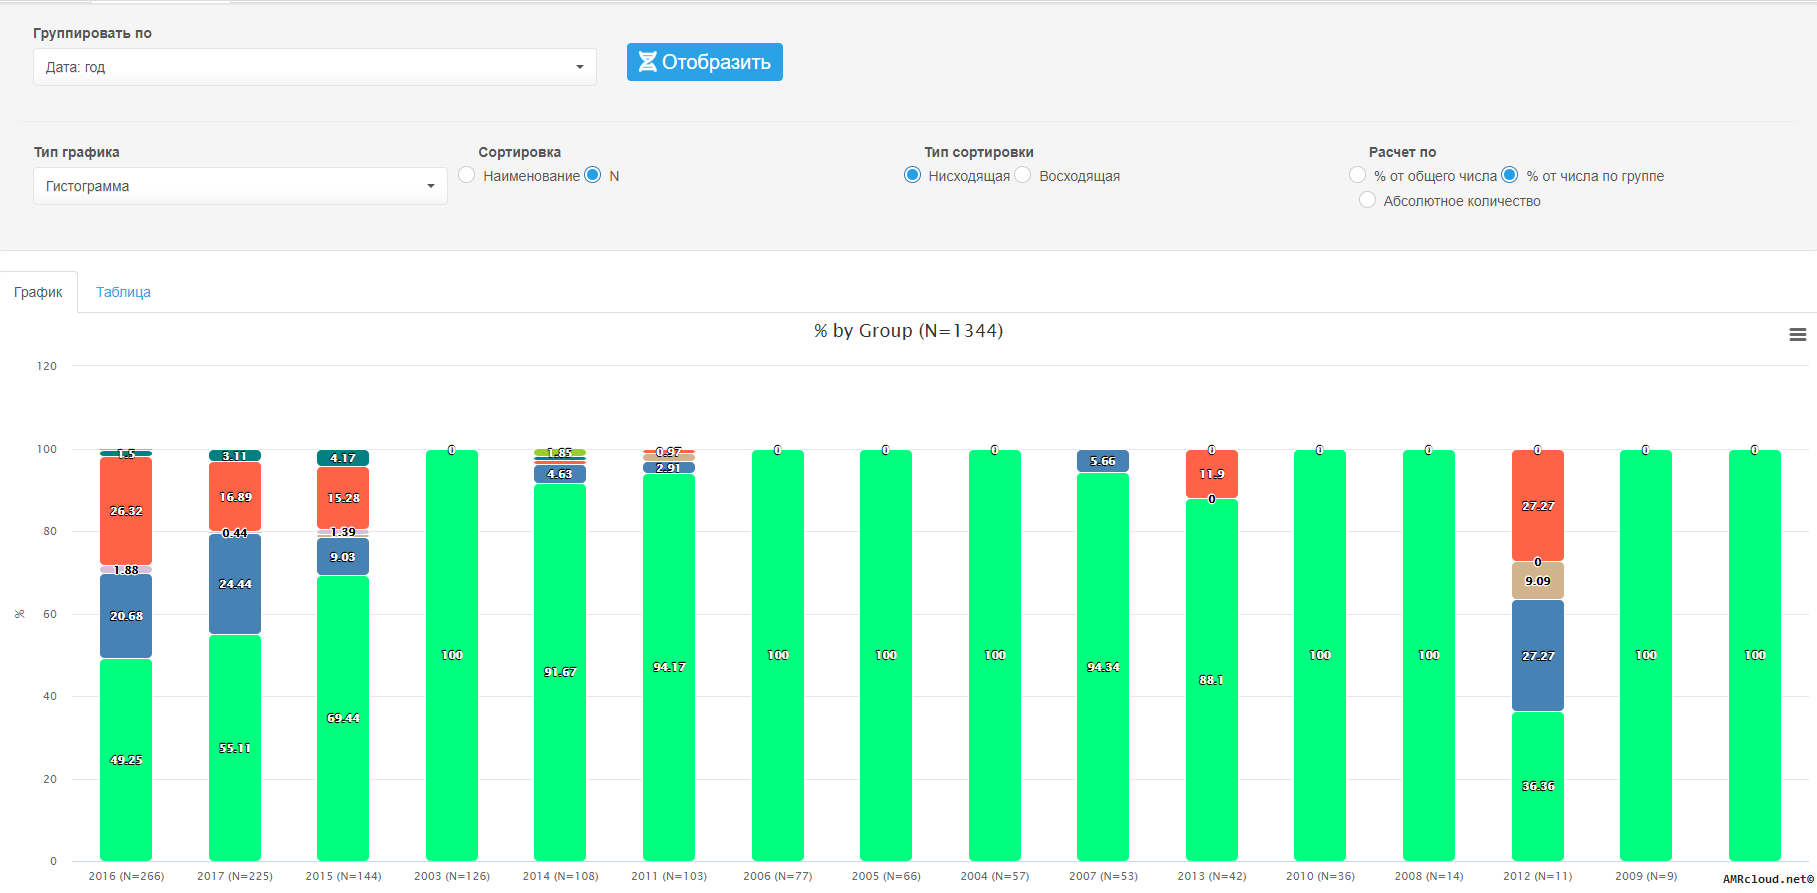 Группировать по
Дата: год
Отобразить
Тип графика
Сортировка
Тип сортировки
Расчет по
Гистограмма
Наименование
N
Нисходящая
Восходящая
% от общего числа
% от числа по группе
Абсолютное количество
График
Таблица
% by Group (N=1344)
120
100
80
60
40
20
0
%
1.5
26.32
1.88
20.68
49.25
3.11
16.89
0.44
24.44
55.11
4.17
15.28
1.39
9.03
69.44
0
100
1.85
4.63
91.67
0.97
2.91
94.17
0
100
0
100
0
100
5.66
94.34
0
11.9
0
88.1
0
100
0
100
0
27.27
0
9.09
27.27
36.36
0
100
0
100
2016 (N=266)
2017 (N=225)
2015 (N=144)
2003 (N=126)
2014 (N=108)
2011 (N=103)
2006 (N=77)
2005 (N=66)
2004 (N=57)
2007 (N=53)
2013 (N=42)
2010 (N=36)
2008 (N=14)
2012 (N=11)
2009 (N=9)
AMRcloud.net©